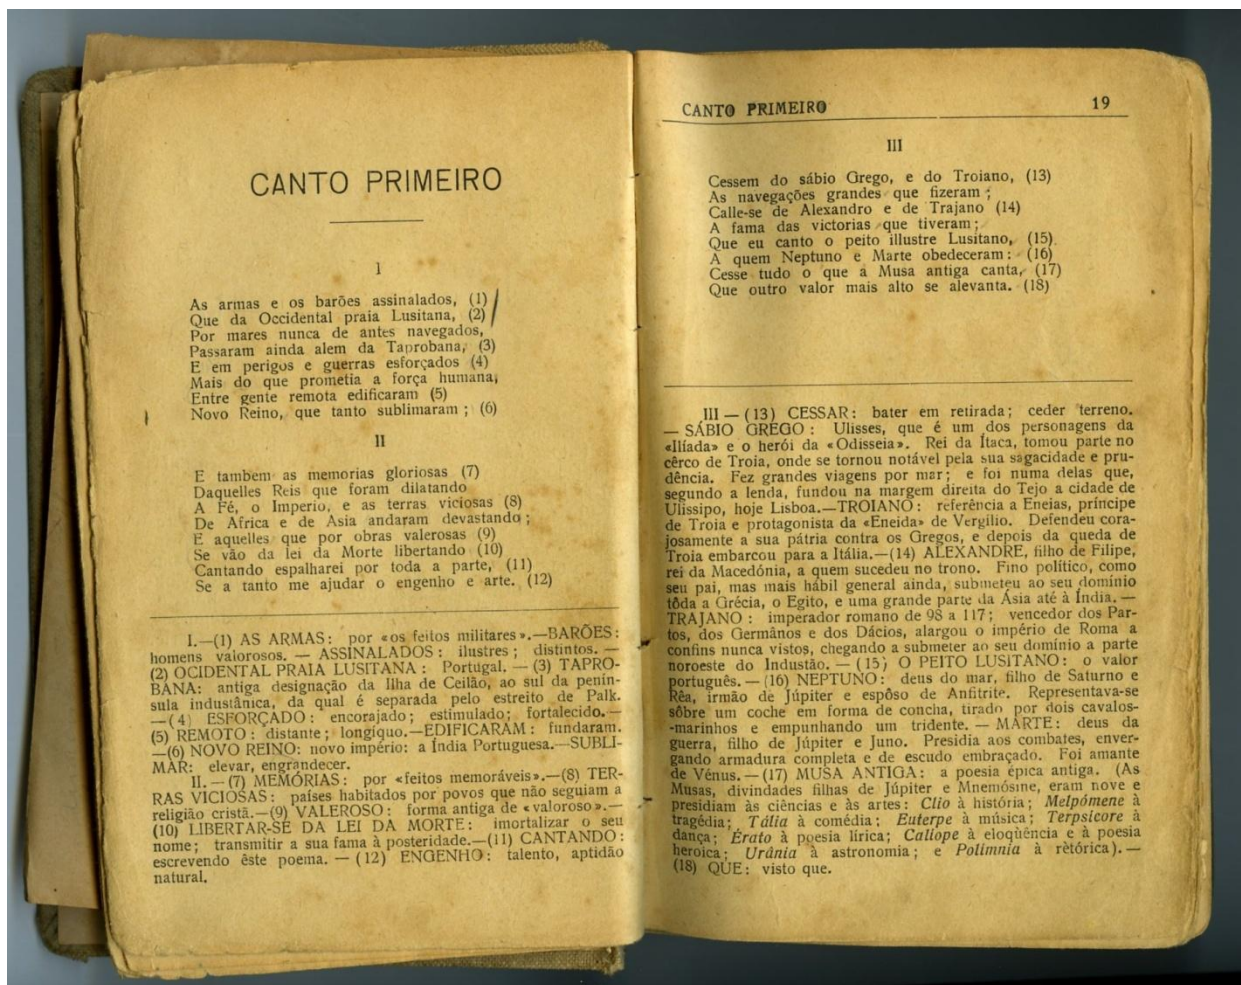 CANTO PRIMEIRO
I
As armas e os barões assinalados, (1)
Que da Occidental praia Lusitana, (2)
Por mares nunca de antes navegados,
Passaram ainda alem da Taprobana, (3)
E em perigos e guerras esforçados (4)
Mais do que prometia a força humana,
Entre gente remota edificaram (5)
Novo Reino, que tanto sublimaram ; (6)
II
E tambem as memorias gloriosas (7)
Daquelles Reis que foram dilatando
A Fé, o Imperio, e as terras viciosas (8)
De Africa e de Asia andaram devastando ;
E aquelles que por obras valerosas (9)
Se vão da lei da Morte libertando (10)
Cantando espalharei por toda a parte, (11)
Se a tanto me ajudar o engenho e arte. (12)
I.—(1) AS ARMAS: por «os feitos militares».—BARÕES:
homens valorosos. — ASSINALADOS : ilustres ; distintos. —
(2) OCIDENTAL PRAIA LUSITANA : Portugal. — (3) TAPRO-
BANA: antiga designação da Ilha de Ceilão, ao sul da penín-
sula industânica, da qual é separada pelo estreito de Palk.
—(4) ESFORÇADO : encorajado ; estimulado ; fortalecido. —
(5) REMOTO : distante ; longíquo.—EDIFICARAM : fundaram.
—(6) NOVO REINO: novo império: a Índia Portuguesa.—SUBLI-
MAR: elevar, engrandecer.
II. —(7) MEMÓRIAS : por «feitos memoráveis».—(8) TER-
RAS VICIOSAS : países habitados por povos que não seguiam a
religião cristã.—(9) VALEROSO : forma antiga de «valoroso».—
(10) LIBERTAR-SE DA LEI DA MORTE : imortalizar o seu
nome ; transmitir a sua fama à posteridade.—(11) CANTANDO :
escrevendo êste poema. — (12) ENGENHO : talento, aptidão
natural.
CANTO PRIMEIRO 19
III
Cessem do sábio Grego, e do Troiano, (13)
As navegações grandes que fizeram ;
Calle-se de Alexandro e de Trajano (14)
A fama das victorias que tiveram ;
Que eu canto o peito illustre Lusitano, (15)
A quem Neptuno e Marte obedeceram : (16)
Cesse tudo o que a Musa antiga canta, (17)
Que outro valor mais alto se alevanta. (18)
III — (13) CESSAR : bater em retirada ; ceder terreno.
— SÁBIO GREGO : Ulisses, que é um dos personagens da
«Ilíada» e o herói da «Odisseia». Rei da Ítaca, tomou parte no
cêrco de Troia, onde se tornou notável pela sua sagacidade e pru-
dência. Fez grandes viagens por mar ; e foi numa delas que,
segundo a lenda, fundou na margem direita do Tejo a cidade de
Ulissipo, hoje Lisboa.—TROIANO : referência a Eneias, príncipe
de Troia e protagonista da «Eneida» de Vergílio. Defendeu cora-
josamente a sua pátria contra os Gregos, e depois da queda de
Troia embarcou para a Itália.—(14) ALEXANDRE, filho de Filipe,
rei da Macedónia, a quem sucedeu no trono. Fino político, como
seu pai, mas mais hábil general ainda, submeteu ao seu domínio
tôda a Grécia, o Egito, e uma grande parte da Ásia até à Índia. —
TRAJANO : imperador romano de 98 a 117 ; vencedor dos Par-
tos, dos Germânos e dos Dácios, alargou o império de Roma a
confins nunca vistos, chegando a submeter ao seu domínio a parte
noroeste do Industão. — (15) O PEITO LUSITANO : o valor
português. — (16) NEPTUNO : deus do mar, filho de Saturno e
Rêa, irmão de Júpiter e espôso de Anfitrite. Representava-se
sôbre um coche em forma de concha, tirado por dois cavalos-
-marinhos e empunhando um tridente. — MARTE : deus da
guerra, filho de Júpiter e Juno. Presidia aos combates, enver-
gando armadura completa e de escudo embraçado. Foi amante
de Vénus. — (17) MUSA ANTIGA : a poesia épica antiga. (As
Musas, divindades filhas de Júpiter e Mnemósine, eram nove e
presidiam às ciências e às artes : Clio à história ; Melpómene à
tragédia ; Tália à comédia ; Euterpe à música ; Terpsicore à
dança ; Érato à poesia lírica ; Caliope à eloqüência e à poesia
heroica ; Urânia à astronomia ; e Polimnia à rètórica). —
(18) QUE : visto que.